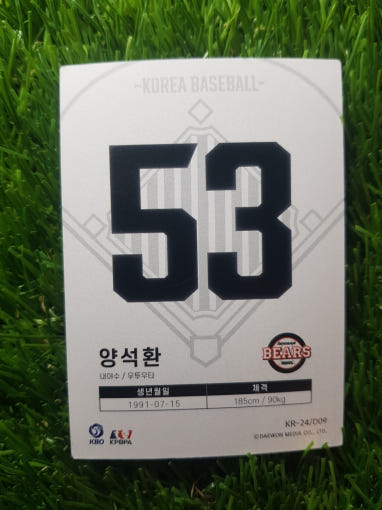 -KOREA BASEBALL-
53
양석환
내야수 / 우투우타
BEARS
생년월일 체격
1991-07-15 185cm / 90kg
KBO KPBPA
KR-24/009
ⓒ DAEWON MEDIA CO., LTD.